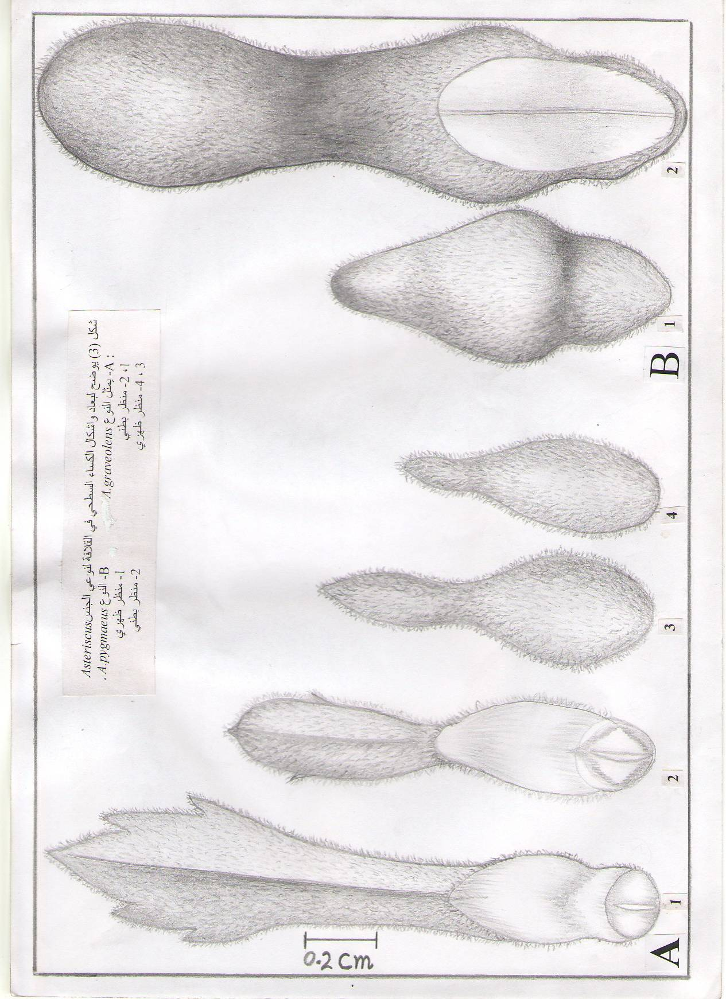 شكل (3) يوضح ابعاد واشكال الكساء السطحي في القلافة لنوعي الجنس Asteriscus
A- يمثل النوع A.graveolens :
1، 2- منظر بطني
3 ، 4- منظر ظهري
B- النوع A.pygmaeus .
1- منظر ظهري
2- منظر بطني
A
1
2
3
4
B
1
2
0.2 cm